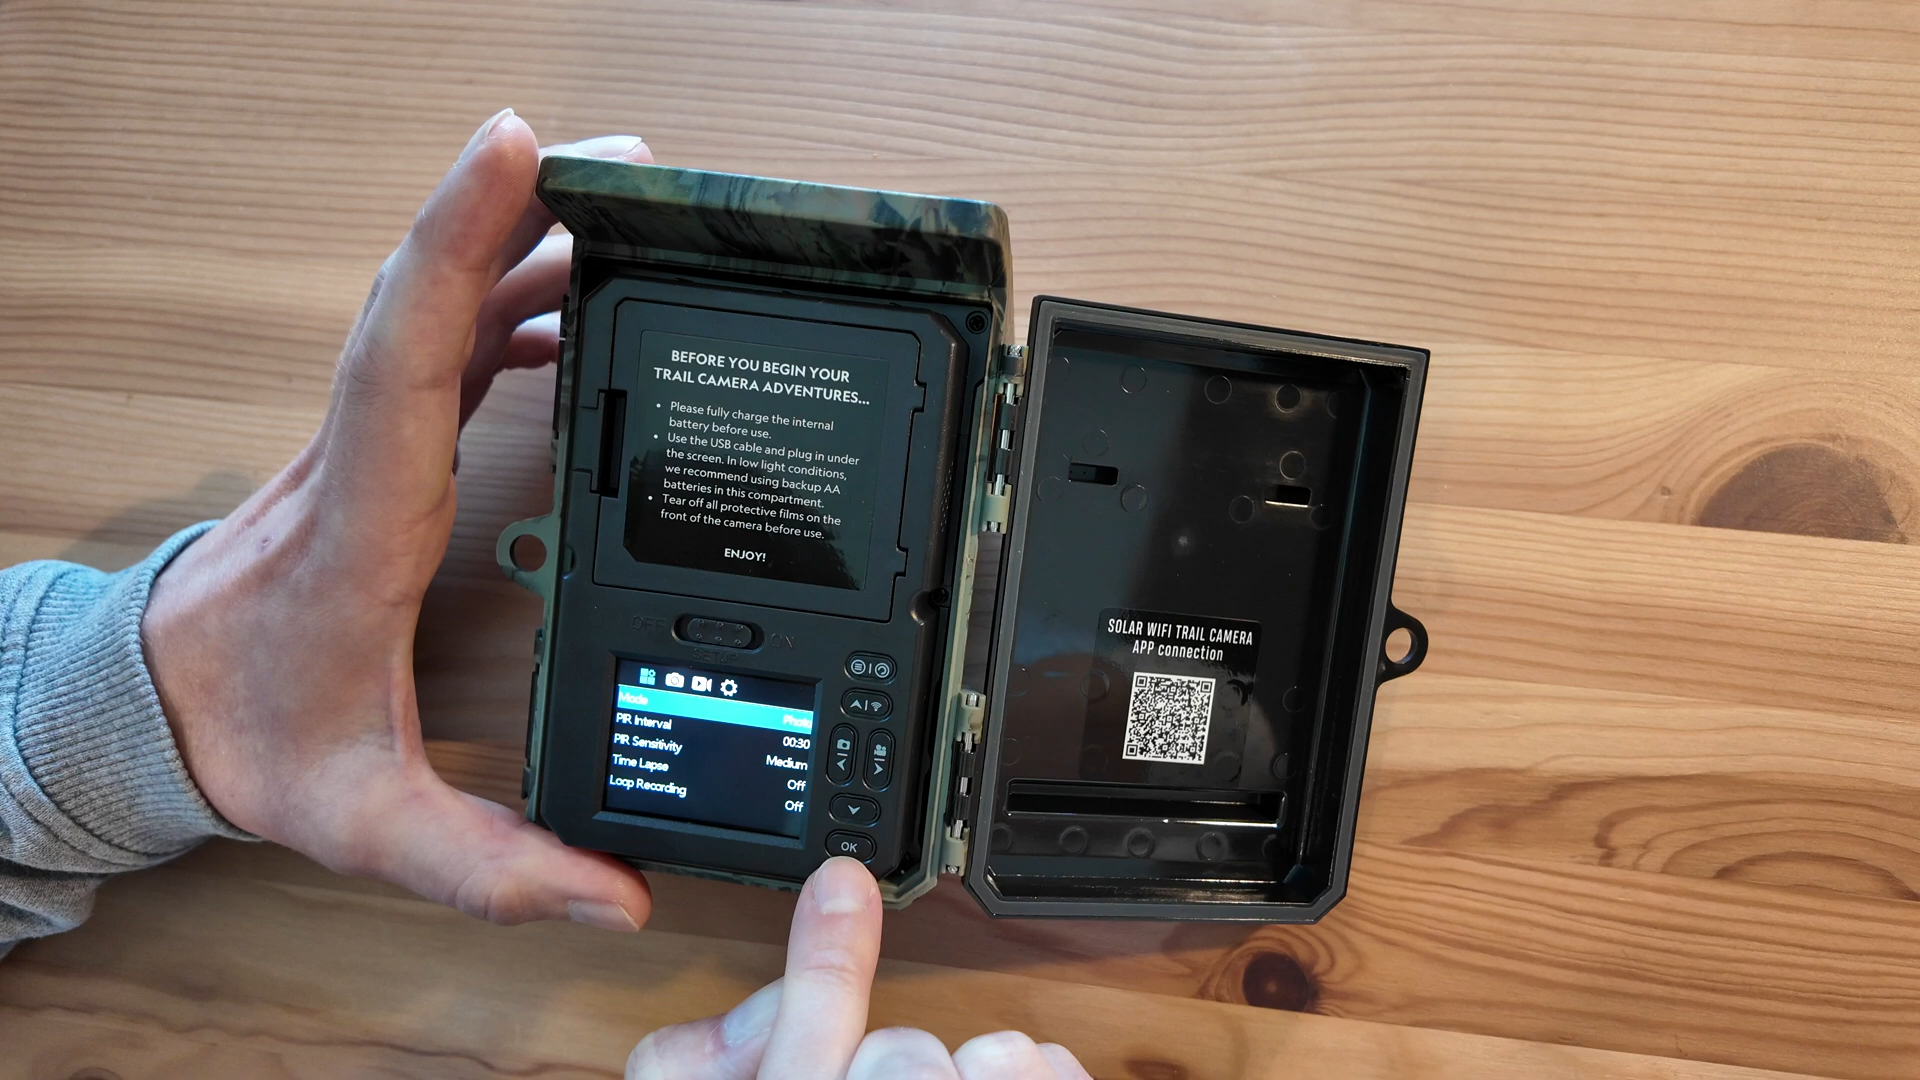 BEFORE YOU BEGIN YOUR
TRAIL CAMERA ADVENTURES...
• Please fully charge the internal
battery before use.
• Use the USB cable and plug in under
the screen. In low light conditions,
we recommend using backup AA
batteries in this compartment.
• Tear off all protective films on the
front of the camera before use.
ENJOY!
OFF ON
SETUP
Mode Photo
PIR Interval 00:30
PIR Sensitivity Medium
Time Lapse Off
Loop Recording Off
OK
SOLAR WIFI TRAIL CAMERA
APP connection